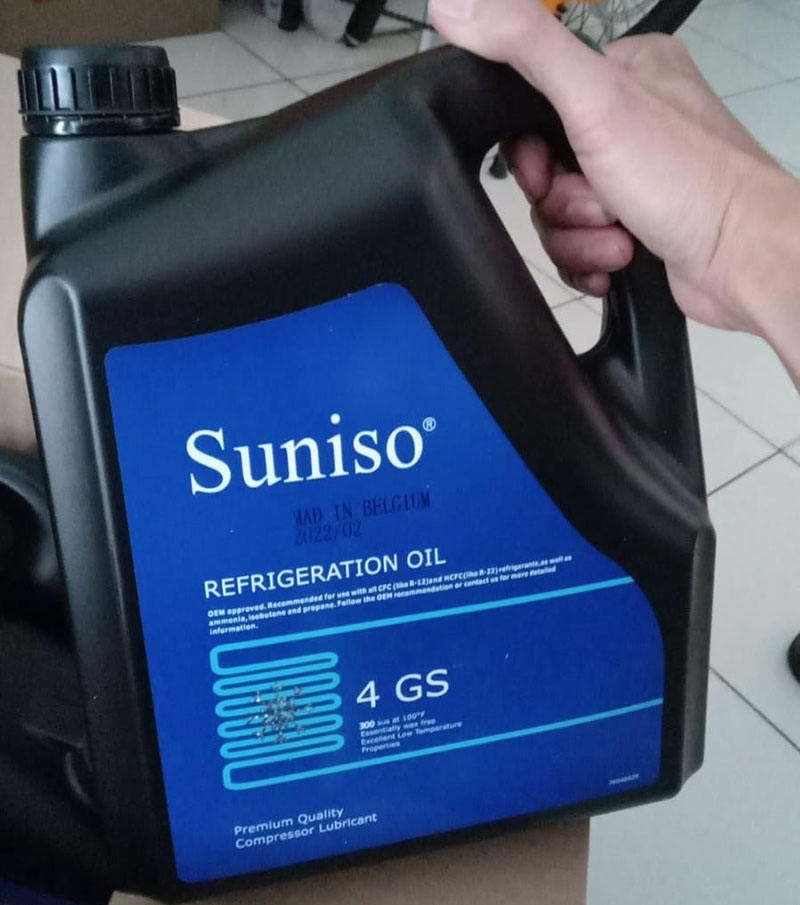 Suniso®
MAD IN BELGIUM
2022/02
REFRIGERATION OIL
OEM approved. Recommended for use with all CFC (like R-12)and HCFC(like R-22)refrigerants,as well as
ammonia,isobutene and propane. Follow the OEM recommendation or contact us for more detailed
information.
4 GS
300 sus at 100°F
Essentially wax free
Excellent Low Temperature
Properties
Premium Quality
Compressor Lubricant